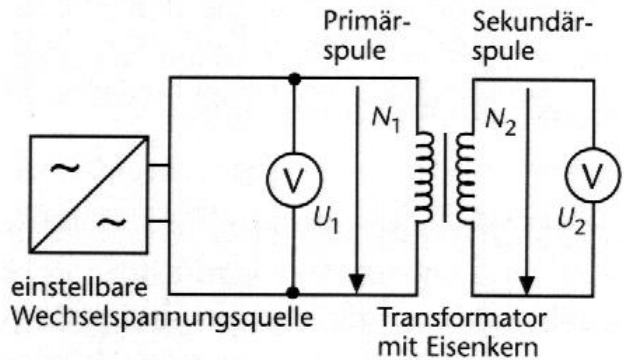 Primär-
spule
Sekundär-
spule
N1
N2
~
~
V
U1
V
U2
einstellbare
Wechselspannungsquelle
Transformator
mit Eisenkern